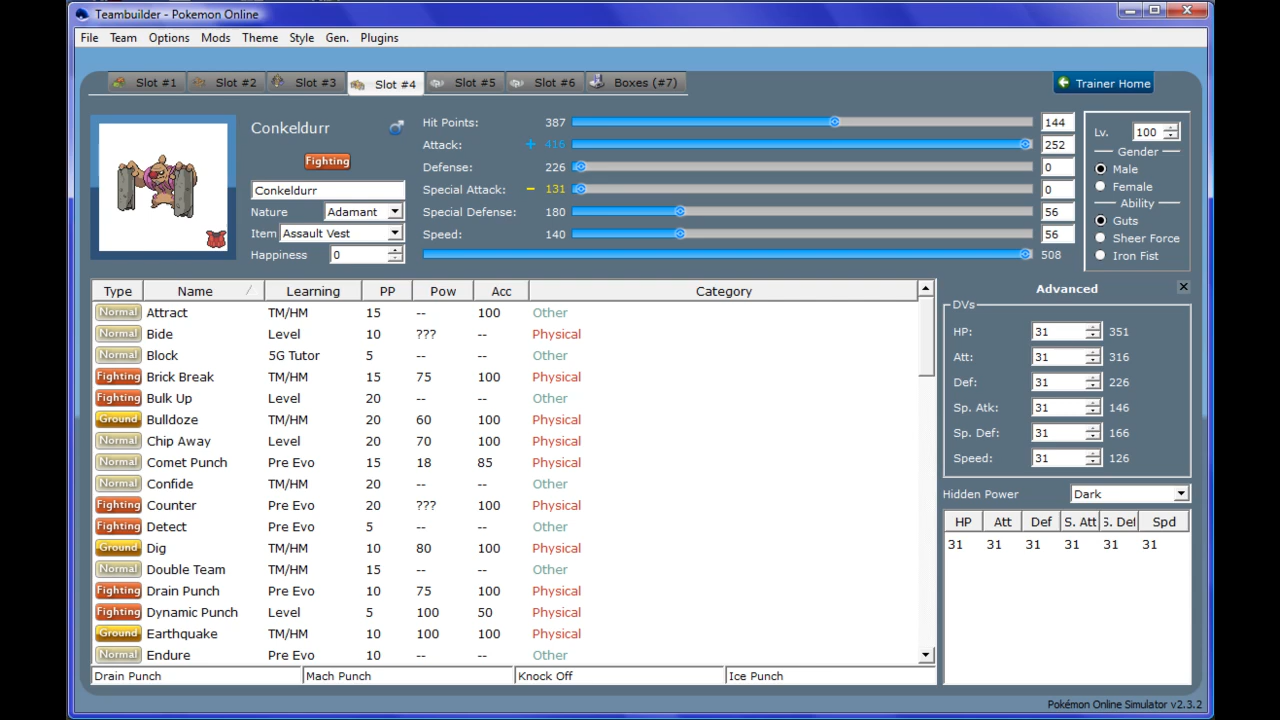 Teambuilder - Pokemon Online
File Team Options Mods Theme Style Gen. Plugins
Slot #1 Slot #2 Slot #3 Slot #4 Slot #5 Slot #6 Boxes (#7) Trainer Home
Conkeldurr
Fighting
Conkeldurr
Nature Adamant
Item Assault Vest
Happiness 0
Hit Points: 387 144
Attack: + 416 252
Defense: 226 0
Special Attack: - 131 0
Special Defense: 180 56
Speed: 140 56
508
Lv. 100
Gender
Male
Female
Ability
Guts
Sheer Force
Iron Fist
Type Name Learning PP Pow Acc Category
Normal Attract TM/HM 15 -- 100 Other
Normal Bide Level 10 ??? -- Physical
Normal Block 5G Tutor 5 -- -- Other
Fighting Brick Break TM/HM 15 75 100 Physical
Fighting Bulk Up Level 20 -- -- Other
Ground Bulldoze TM/HM 20 60 100 Physical
Normal Chip Away Level 20 70 100 Physical
Normal Comet Punch Pre Evo 15 18 85 Physical
Normal Confide TM/HM 20 -- -- Other
Fighting Counter Pre Evo 20 ??? 100 Physical
Fighting Detect Pre Evo 5 -- -- Other
Ground Dig TM/HM 10 80 100 Physical
Normal Double Team TM/HM 15 -- -- Other
Fighting Drain Punch Pre Evo 10 75 100 Physical
Fighting Dynamic Punch Level 5 100 50 Physical
Ground Earthquake TM/HM 10 100 100 Physical
Normal Endure Pre Evo 10 -- -- Other
Drain Punch Mach Punch Knock Off Ice Punch
Advanced
DVs
HP: 31 351
Att: 31 316
Def: 31 226
Sp. Atk: 31 146
Sp. Def: 31 166
Speed: 31 126
Hidden Power Dark
HP Att Def S. Att S. Def Spd
31 31 31 31 31 31
Pokémon Online Simulator v2.3.2